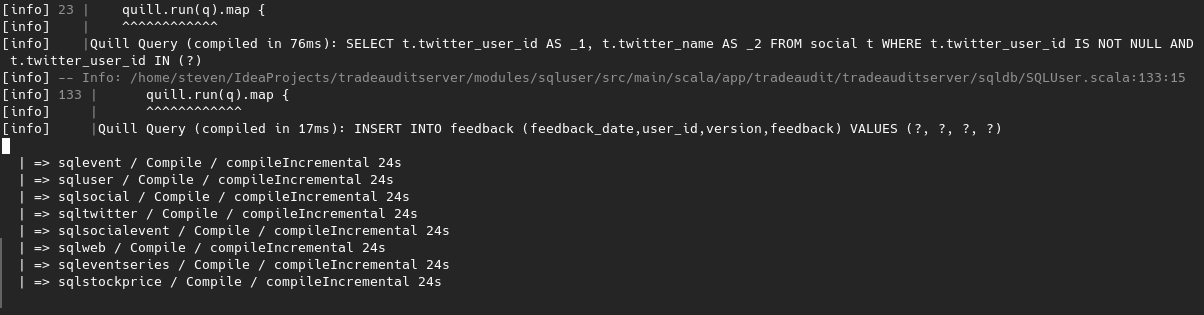 [info] 23 |    quill.run(q).map {
[info]    |    ^^^^^^^^^^^^
[info]    |Quill Query (compiled in 76ms): SELECT t.twitter_user_id AS _1, t.twitter_name AS _2 FROM social t WHERE t.twitter_user_id IS NOT NULL AND
 t.twitter_user_id IN (?)
[info] -- Info: /home/steven/IdeaProjects/tradeauditserver/modules/sqluser/src/main/scala/app/tradeaudit/tradeauditserver/sqldb/SQLUser.scala:133:15
[info] 133 |      quill.run(q).map {
[info]     |      ^^^^^^^^^^^^
[info]     |Quill Query (compiled in 17ms): INSERT INTO feedback (feedback_date,user_id,version,feedback) VALUES (?, ?, ?, ?)
  | => sqlevent / Compile / compileIncremental 24s
  | => sqluser / Compile / compileIncremental 24s
  | => sqlsocial / Compile / compileIncremental 24s
  | => sqltwitter / Compile / compileIncremental 24s
  | => sqlsocialevent / Compile / compileIncremental 24s
  | => sqlweb / Compile / compileIncremental 24s
  | => sqleventseries / Compile / compileIncremental 24s
  | => sqlstockprice / Compile / compileIncremental 24s